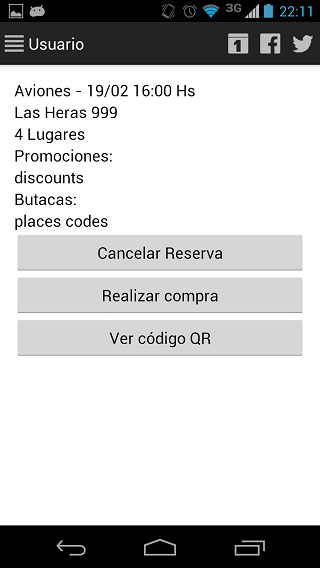 3G 22:11
Usuario 1
Aviones - 19/02 16:00 Hs
Las Heras 999
4 Lugares
Promociones:
discounts
Butacas:
places codes
Cancelar Reserva
Realizar compra
Ver código QR